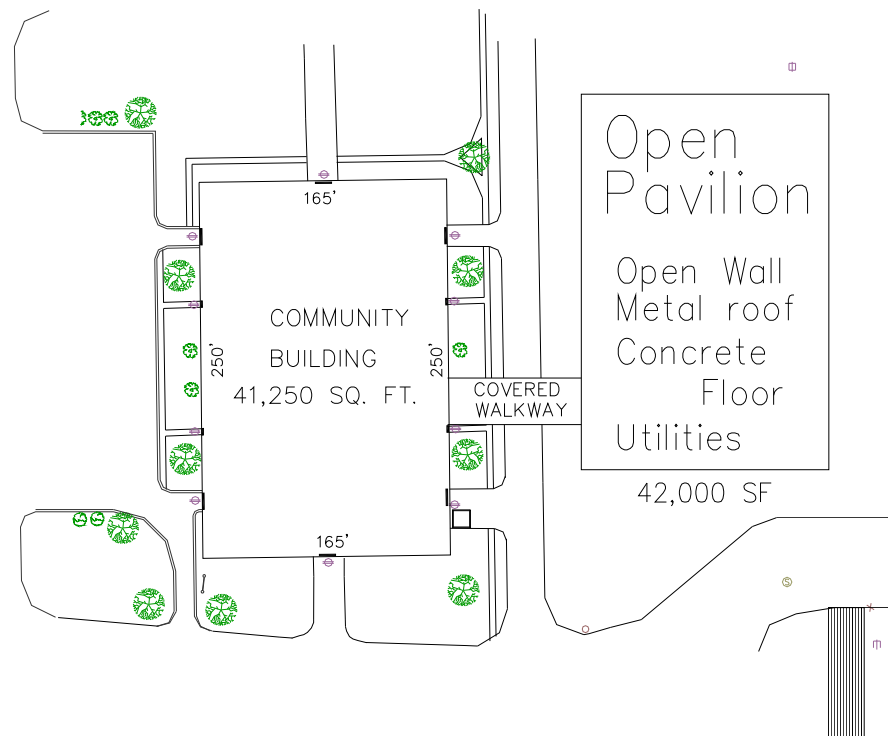 165'
COMMUNITY
BUILDING
41,250 SQ. FT.
250'
250'
165'
COVERED
WALKWAY
Open
Pavilion
Open Wall
Metal roof
Concrete
Floor
Utilities
42,000 SF
S